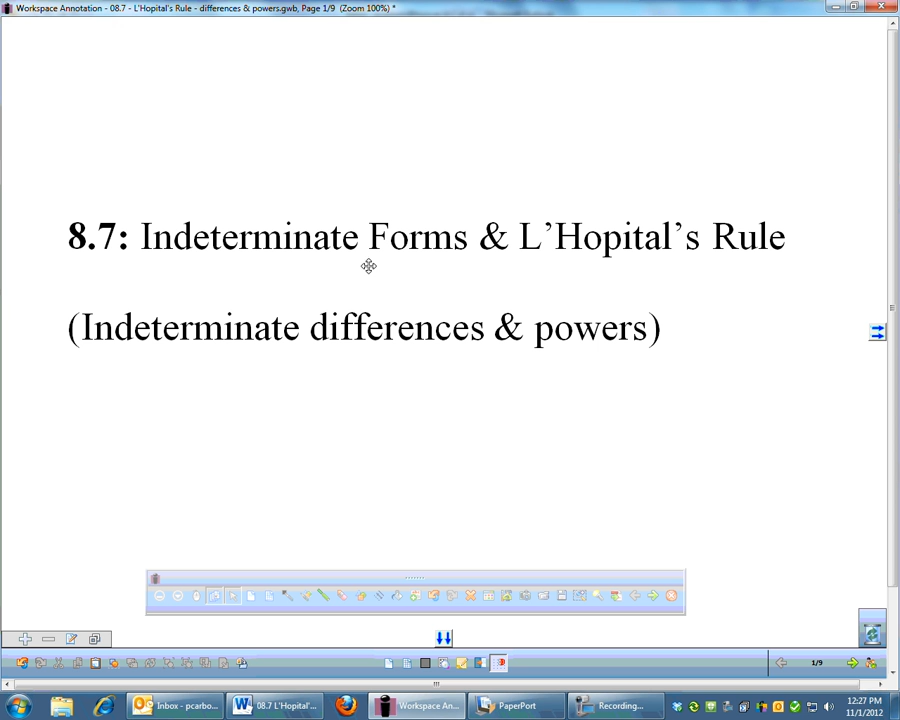 Workspace Annotation - 08.7 - L'Hopital's Rule - differences & powers.gwb, Page 1/9 (Zoom 100%) *
8.7: Indeterminate Forms & L’Hopital’s Rule
(Indeterminate differences & powers)
1/9
Inbox - pcarbo...
08.7 L'Hopital'...
Workspace An...
PaperPort
Recording...
12:27 PM
11/1/2012